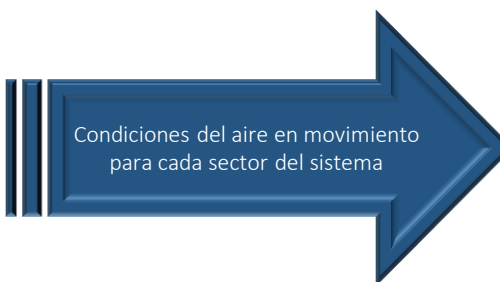 Condiciones del aire en movimiento
para cada sector del sistema